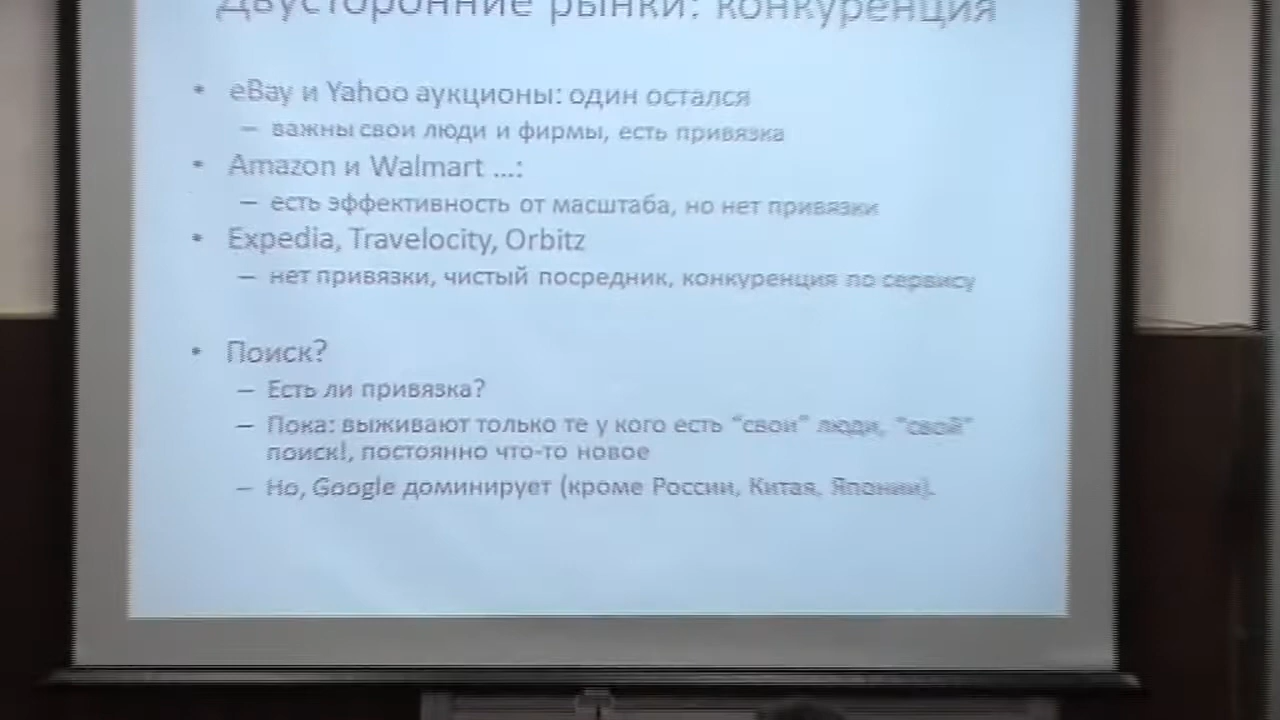 Двусторонние рынки: конкуренция
• eBay и Yahoo аукционы: один остался
– важны свои люди и фирмы, есть привязка
• Amazon и Walmart ...:
– есть эффективность от масштаба, но нет привязки
• Expedia, Travelocity, Orbitz
– нет привязки, чистый посредник, конкуренция по сервису
• Поиск?
– Есть ли привязка?
– Пока: выживают только те у кого есть "свои" люди, "свой"
поиск!, постоянно что-то новое
– Но, Google доминирует (кроме России, Китая, Японии).